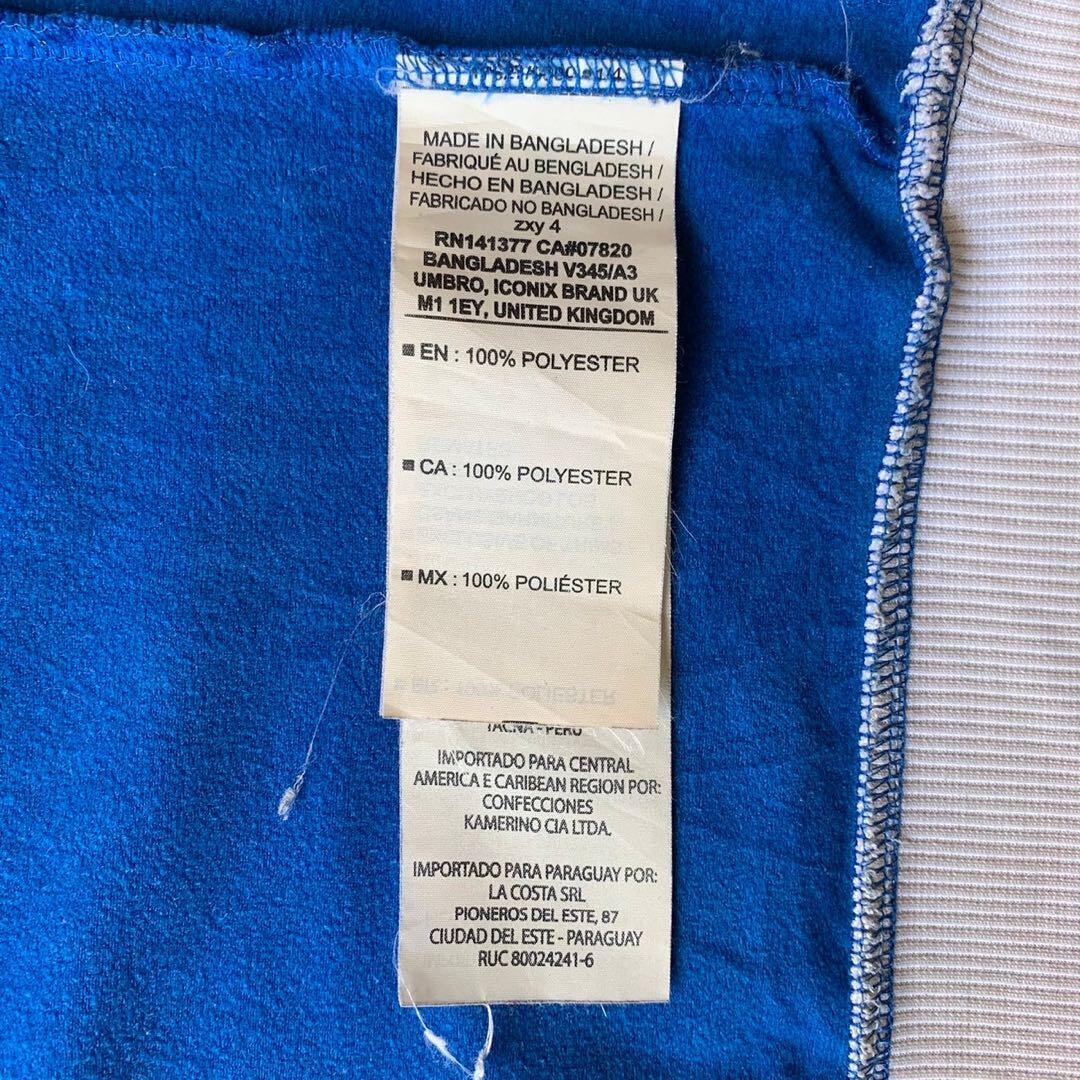 MADE IN BANGLADESH /
FABRIQUÉ AU BENGLADESH /
HECHO EN BANGLADESH /
FABRICADO NO BANGLADESH /
zxy 4
RN141377 CA#07820
BANGLADESH V345/A3
UMBRO, ICONIX BRAND UK
M1 1EY, UNITED KINGDOM
EN : 100% POLYESTER
CA : 100% POLYESTER
MX : 100% POLIÉSTER
TACNA - PERU
IMPORTADO PARA CENTRAL
AMERICA E CARIBEAN REGION POR:
CONFECCIONES
KAMERINO CIA LTDA.
IMPORTADO PARA PARAGUAY POR:
LA COSTA SRL
PIONEROS DEL ESTE, 87
CIUDAD DEL ESTE - PARAGUAY
RUC 80024241-6